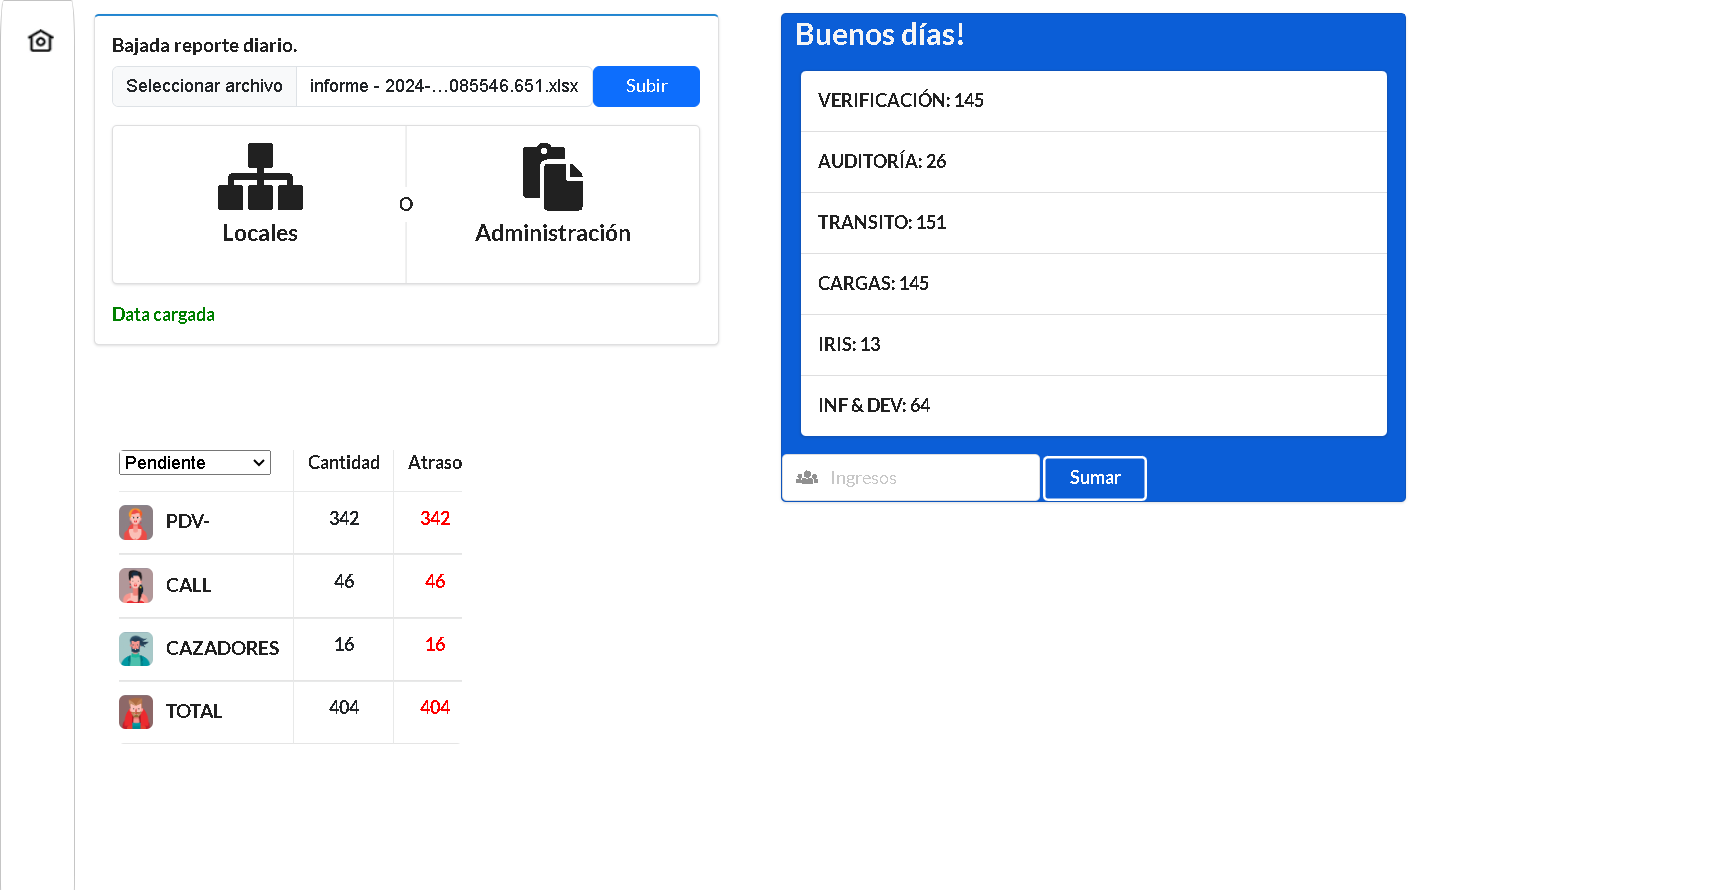 Bajada reporte diario.
Seleccionar archivo informe - 2024-...085546.651.xlsx Subir
Locales O Administración
Data cargada
Pendiente Cantidad Atraso
PDV- 342 342
CALL 46 46
CAZADORES 16 16
TOTAL 404 404
Buenos días!
VERIFICACIÓN: 145
AUDITORÍA: 26
TRANSITO: 151
CARGAS: 145
IRIS: 13
INF & DEV: 64
Ingresos Sumar